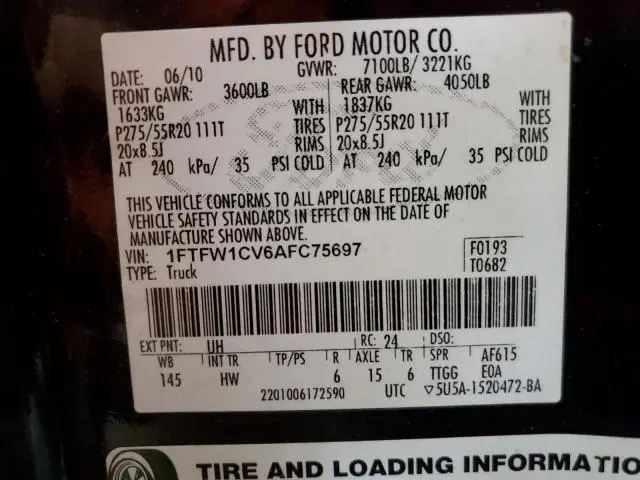 MFD. BY FORD MOTOR CO.
DATE: 06/10 GVWR: 7100LB/ 3221KG
FRONT GAWR: 3600LB REAR GAWR: 4050LB
1633KG WITH 1837KG WITH
P275/55R20 111T TIRES P275/55R20 111T TIRES
20x8.5J RIMS 20x8.5J RIMS
AT 240 kPa/ 35 PSI COLD AT 240 kPa/ 35 PSI COLD
THIS VEHICLE CONFORMS TO ALL APPLICABLE FEDERAL MOTOR
VEHICLE SAFETY STANDARDS IN EFFECT ON THE DATE OF
MANUFACTURE SHOWN ABOVE.
VIN: 1FTFW1CV6AFC75697 F0193
TYPE: Truck T0682
EXT PNT: UH RC: 24 DSO:
WB INT TR TP/PS R AXLE TR SPR AF615
145 HW 6 15 6 TTGG E0A
2201006172590 UTC ▽5U5A-1520472-BA
TIRE AND LOADING INFORMATIO